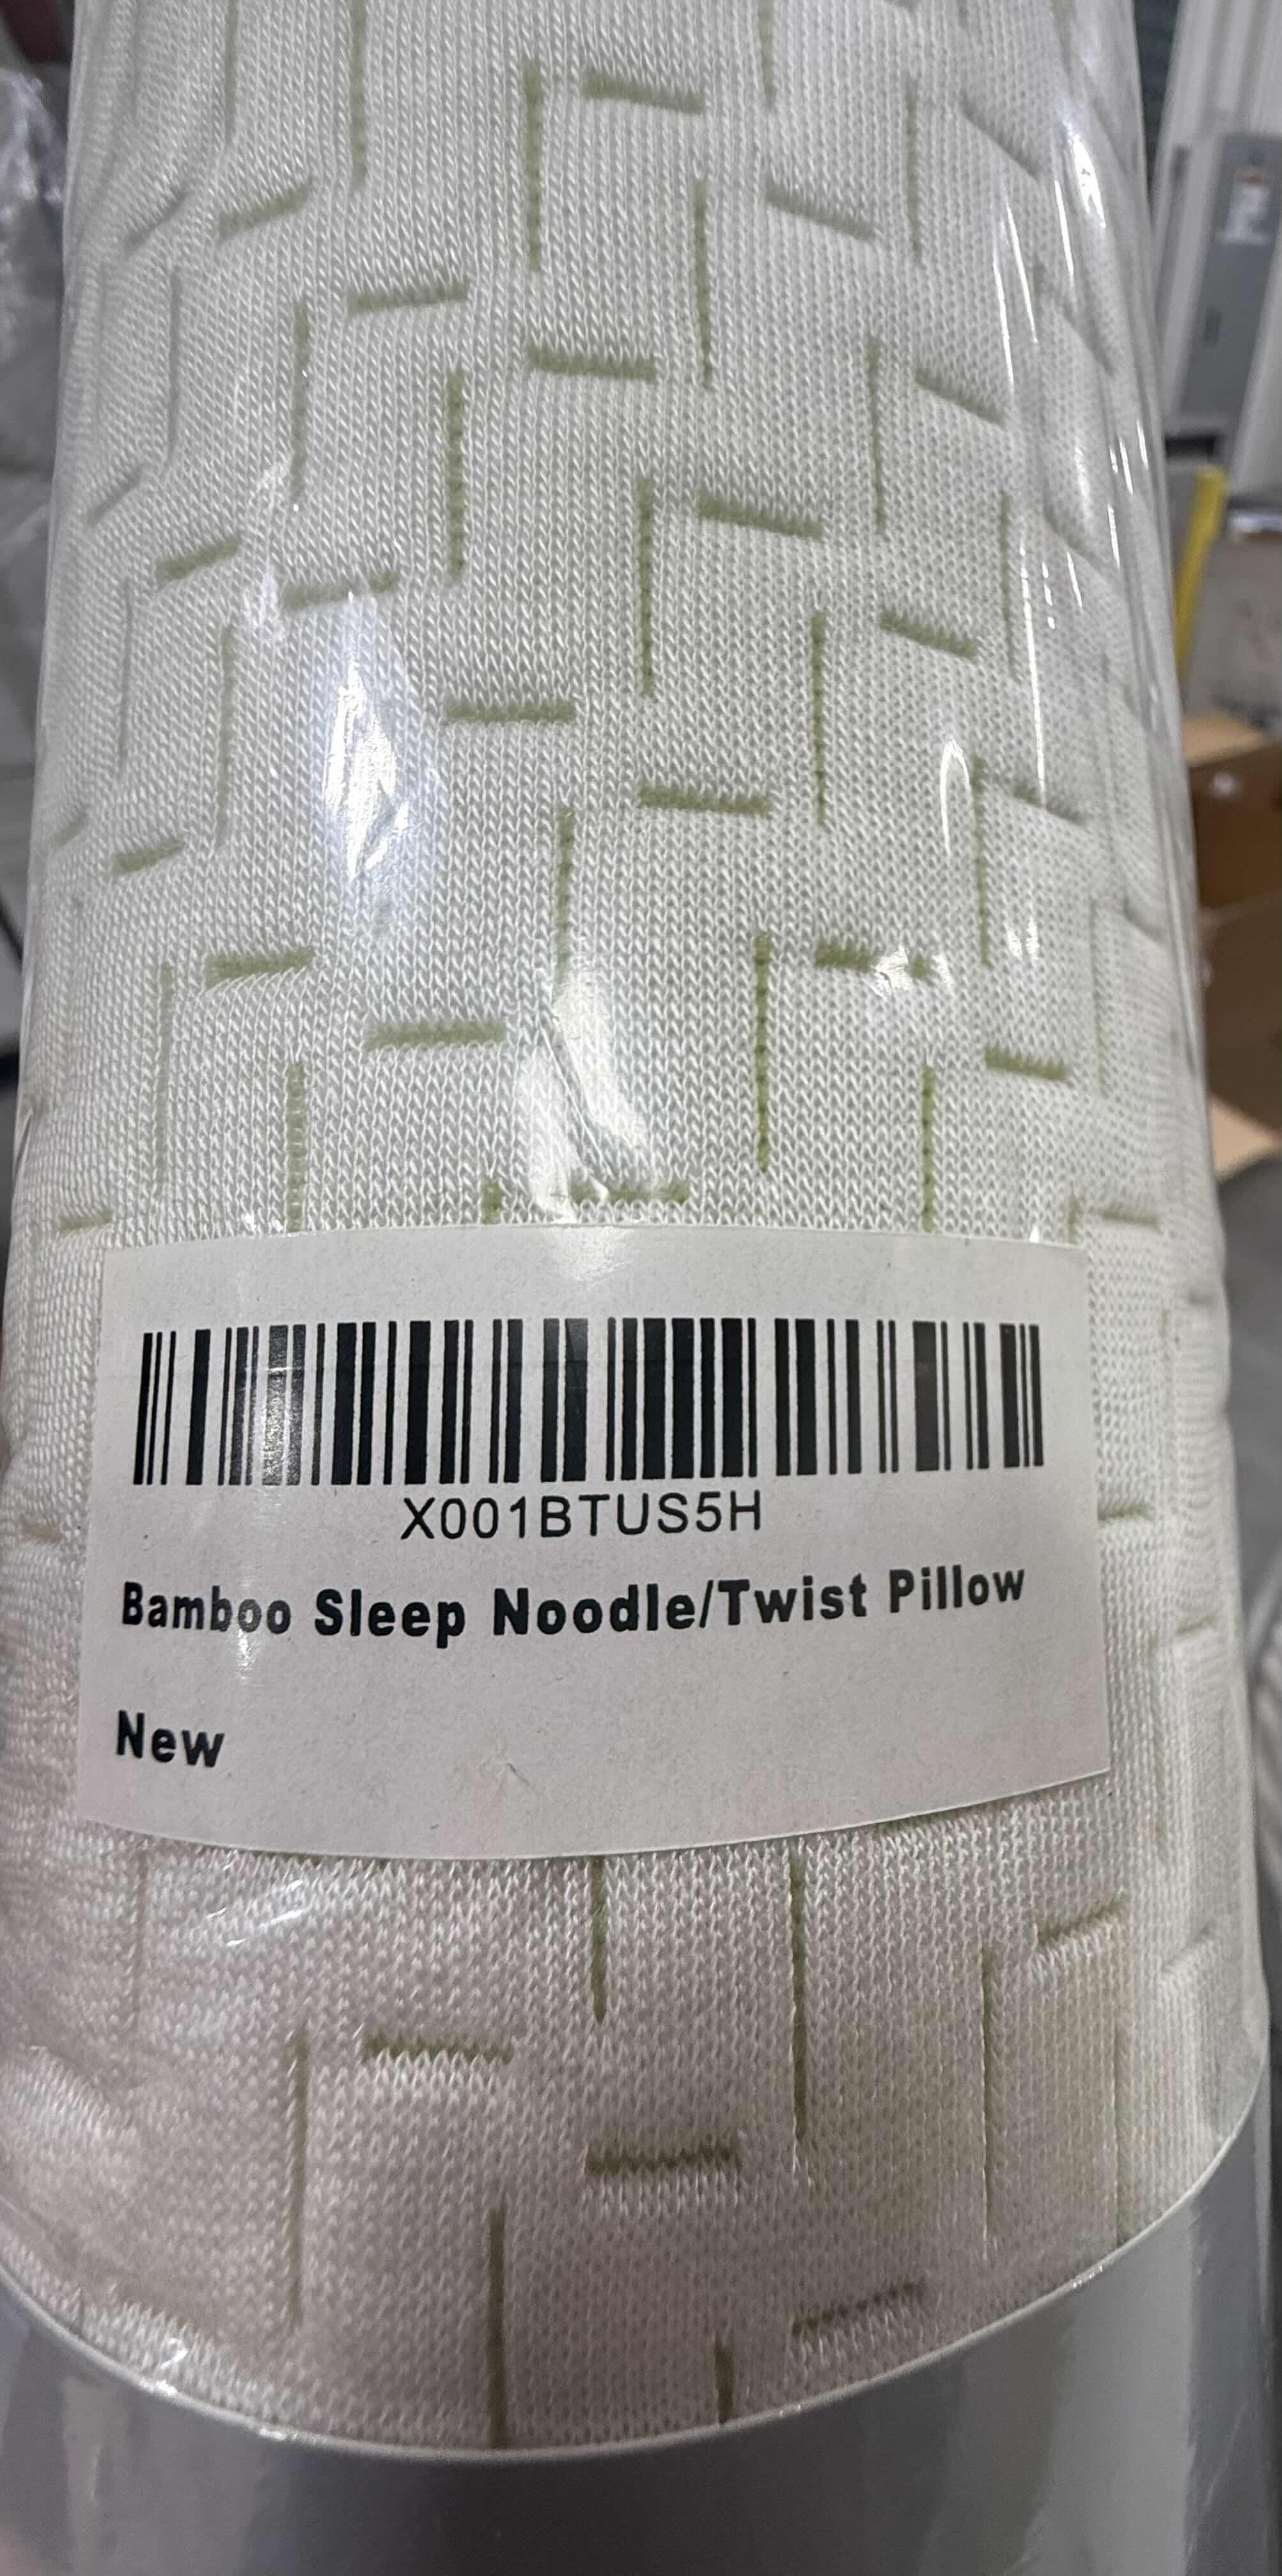 X001BTUS5H
Bamboo Sleep Noodle/Twist Pillow
New